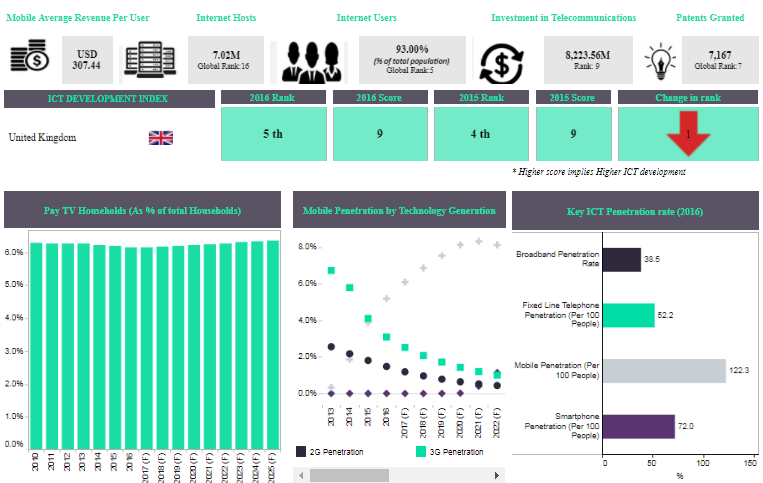 Mobile Average Revenue Per User
Internet Hosts
Internet Users
Investment in Telecommunications
Patents Granted
USD
307.44
7.02M
Global Rank:16
93.00%
(% of total population)
Global Rank:5
8,223.56M
Rank: 9
7,167
Global Rank:7
ICT DEVELOPMENT INDEX
2016 Rank
2016 Score
2015 Rank
2015 Score
Change in rank
United Kingdom
5 th
9
4 th
9
1
* Higher score implies Higher ICT development
Pay TV Households (As % of total Households)
6.0%
5.0%
4.0%
3.0%
2.0%
1.0%
0.0%
2010
2011
2012
2013
2014
2015
2016
2017 (F)
2018 (F)
2019 (F)
2020 (F)
2021 (F)
2022 (F)
2023 (F)
2024 (F)
2025 (F)
Mobile Penetration by Technology Generation
8.0%
6.0%
4.0%
2.0%
0.0%
2013
2014
2015
2016
2017 (F)
2018 (F)
2019 (F)
2020 (F)
2021 (F)
2022 (F)
2G Penetration
3G Penetration
Key ICT Penetration rate (2016)
Broadband Penetration
Rate
38.5
Fixed Line Telephone
Penetration (Per 100
People)
52.2
Mobile Penetration (Per
100 People)
122.3
Smartphone
Penetration (Per 100
People)
72.0
0
50
100
150
%